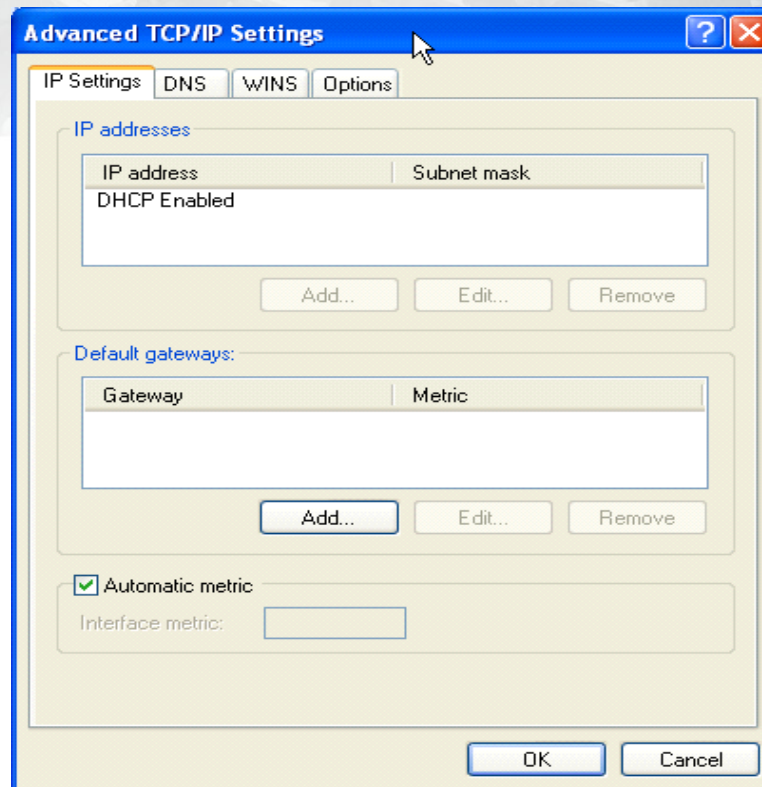 Advanced TCP/IP Settings
IP Settings DNS WINS Options
IP addresses
IP address Subnet mask
DHCP Enabled
Add... Edit... Remove
Default gateways:
Gateway Metric
Add... Edit... Remove
Automatic metric
Interface metric:
OK Cancel